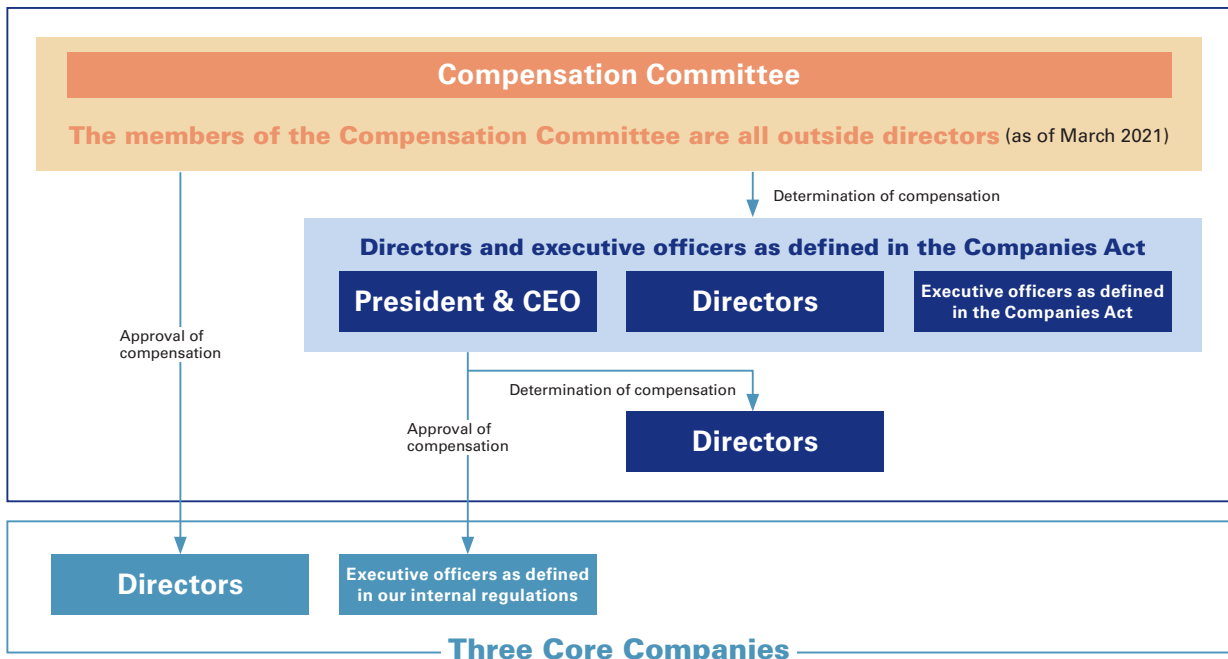 Compensation Committee
The members of the Compensation Committee are all outside directors (as of March 2021)
Determination of compensation
Directors and executive officers as defined in the Companies Act
President & CEO
Directors
Executive officers as defined
in the Companies Act
Approval of
compensation
Determination of compensation
Approval of
compensation
Directors
Directors
Executive officers as defined
in our internal regulations
Three Core Companies